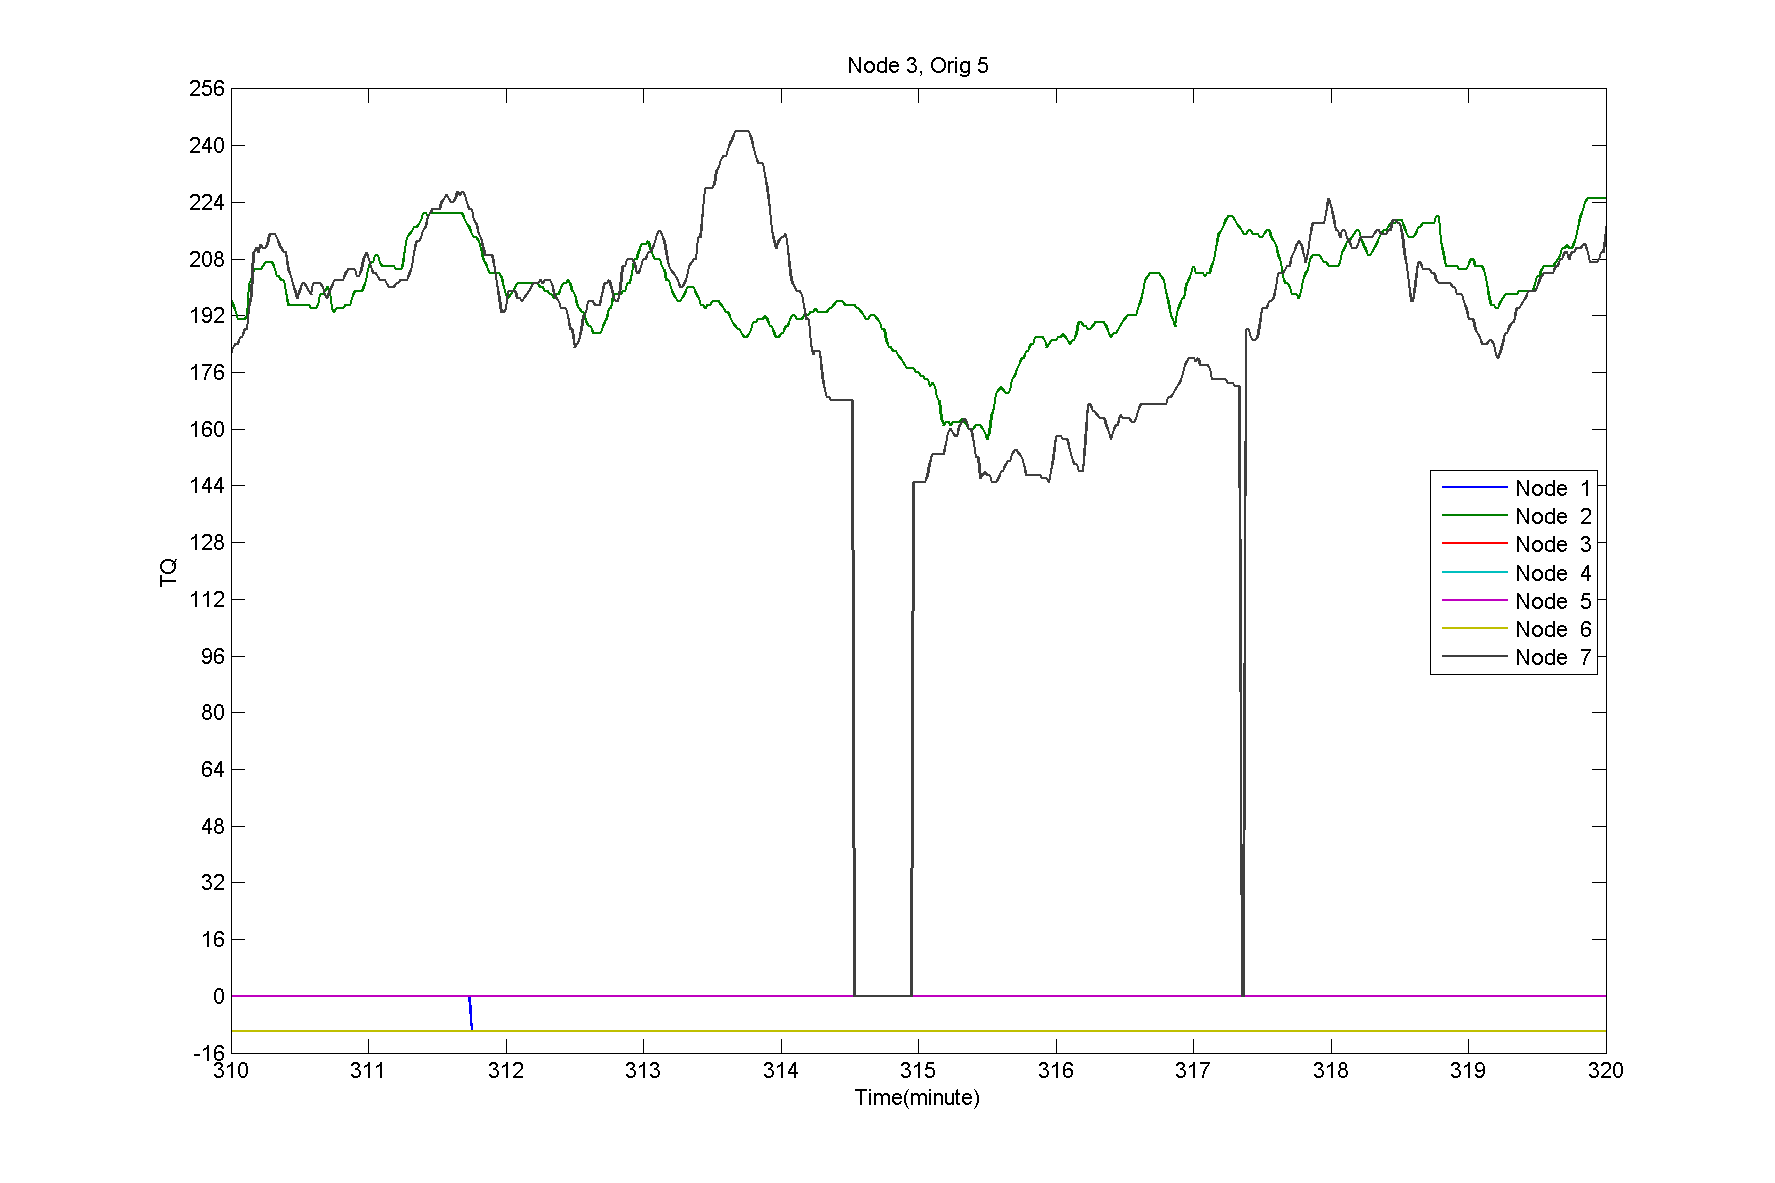 Node 3, Orig 5
256
240
224
208
192
176
160
144
128
112
96
80
64
48
32
16
0
-16
TQ
Node 1
Node 2
Node 3
Node 4
Node 5
Node 6
Node 7
310 311 312 313 314 315 316 317 318 319 320
Time(minute)